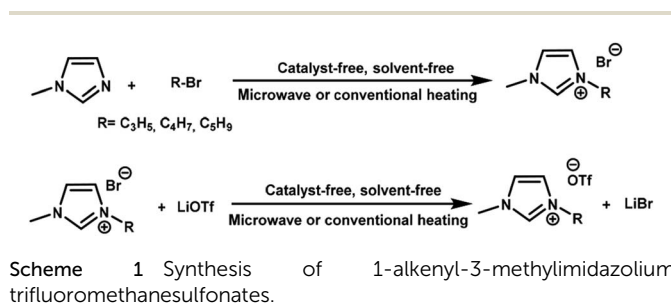 Catalyst-free, solvent-free
Br⊖
N N + R-Br N N
⊕ R
Microwave or conventional heating
R= C₃H₅, C₄H₇, C₅H₉
Br⊖ ⊖
OTf
Catalyst-free, solvent-free
N N + LiOTf N N + LiBr
⊕ R ⊕ R
Microwave or conventional heating
Scheme 1 Synthesis of 1-alkenyl-3-methylimidazolium
trifluoromethanesulfonates.